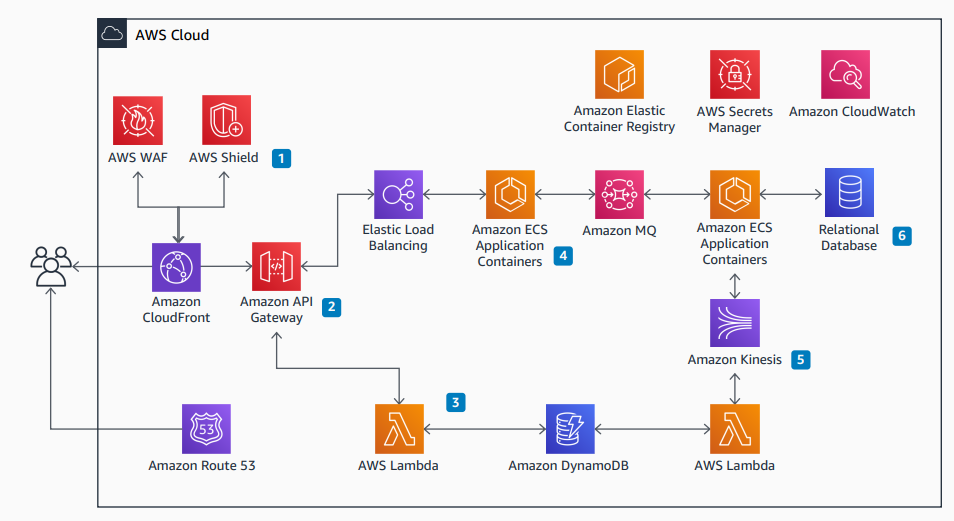 AWS Cloud
Amazon Elastic
Container Registry
AWS Secrets
Manager
Amazon CloudWatch
AWS WAF
AWS Shield
1
Elastic Load
Balancing
Amazon ECS
Application
Containers
4
Amazon MQ
Amazon ECS
Application
Containers
Relational
Database
6
Amazon
CloudFront
Amazon API
Gateway
2
Amazon Kinesis
5
53
Amazon Route 53
3
AWS Lambda
Amazon DynamoDB
AWS Lambda